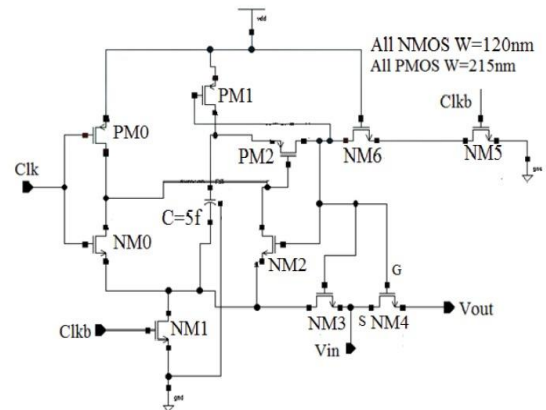 vdd
All NMOS W=120nm
All PMOS W=215nm
PM1
Clkb
PM0
PM2
NM6
NM5
Clk
gnd
C=5f
NM0
NM2
G
NM3
S
NM4
Vout
Clkb
NM1
Vin
gnd